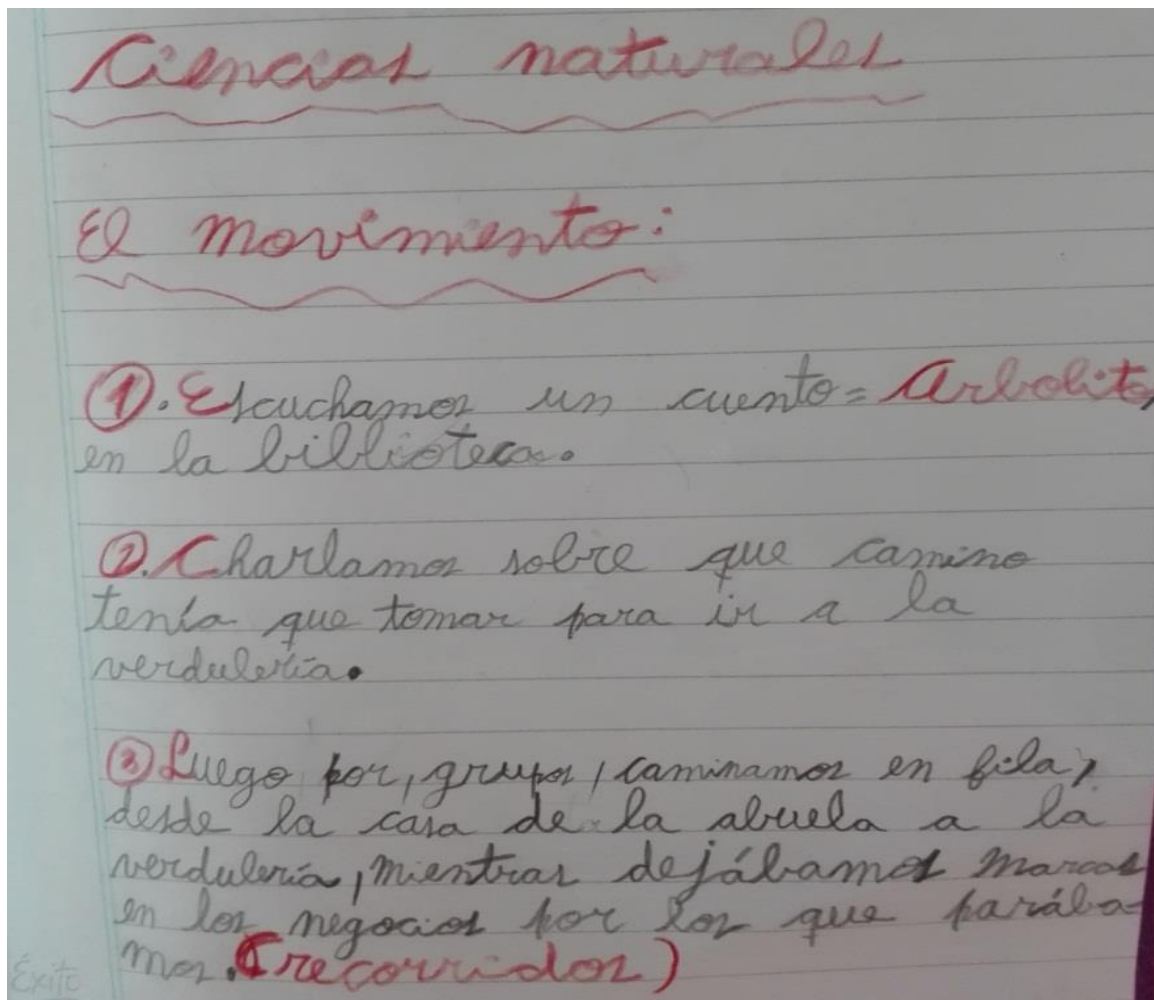 Ciencias naturales
El movimiento:
①. Escuchamos un cuento= Arbolito,
en la biblioteca.
②. Charlamos sobre que camino
tenía que tomar para ir a la
verdulería.
③ Luego por, grupos, caminamos en fila,
desde la casa de la abuela a la
verdulería, mientras dejábamos marcas
en los negocios por los que parába-
mos. (recorridos)
Éxito